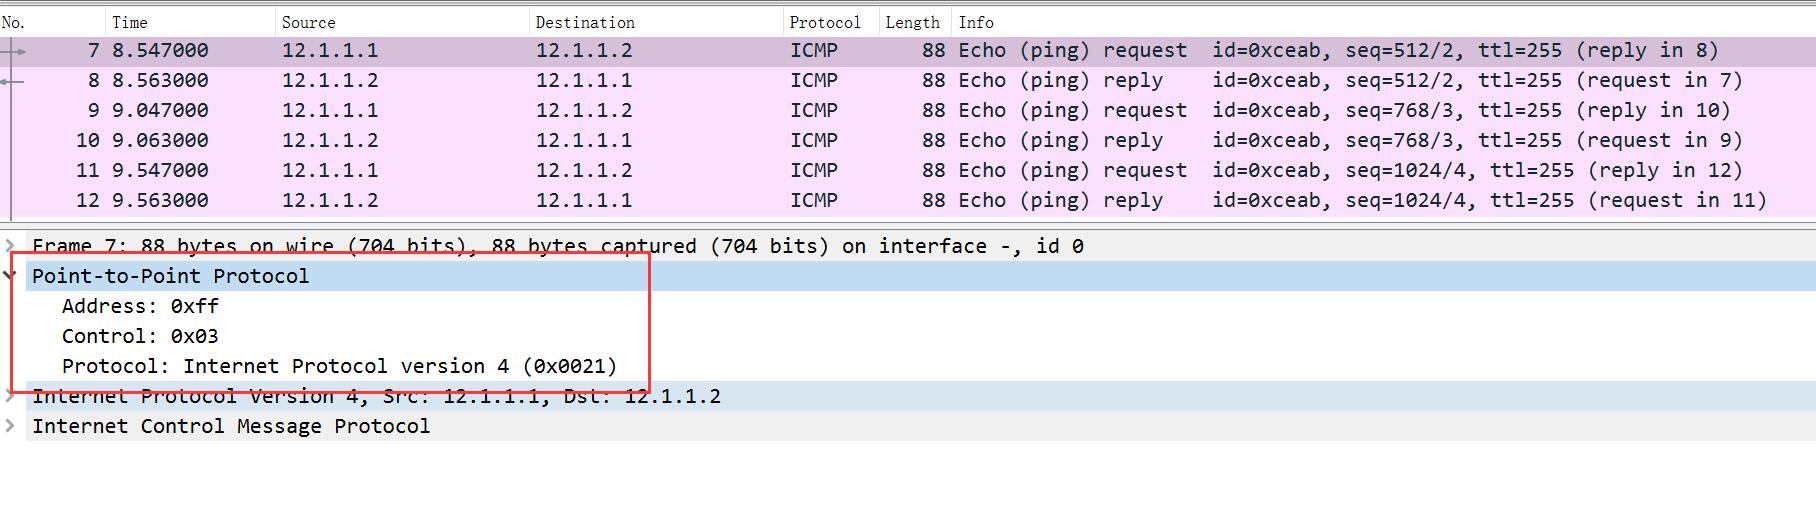 No. Time Source Destination Protocol Length Info
7 8.547000 12.1.1.1 12.1.1.2 ICMP 88 Echo (ping) request id=0xceab, seq=512/2, ttl=255 (reply in 8)
8 8.563000 12.1.1.2 12.1.1.1 ICMP 88 Echo (ping) reply id=0xceab, seq=512/2, ttl=255 (request in 7)
9 9.047000 12.1.1.1 12.1.1.2 ICMP 88 Echo (ping) request id=0xceab, seq=768/3, ttl=255 (reply in 10)
10 9.063000 12.1.1.2 12.1.1.1 ICMP 88 Echo (ping) reply id=0xceab, seq=768/3, ttl=255 (request in 9)
11 9.547000 12.1.1.1 12.1.1.2 ICMP 88 Echo (ping) request id=0xceab, seq=1024/4, ttl=255 (reply in 12)
12 9.563000 12.1.1.2 12.1.1.1 ICMP 88 Echo (ping) reply id=0xceab, seq=1024/4, ttl=255 (request in 11)
Frame 7: 88 bytes on wire (704 bits), 88 bytes captured (704 bits) on interface -, id 0
Point-to-Point Protocol
Address: 0xff
Control: 0x03
Protocol: Internet Protocol version 4 (0x0021)
Internet Protocol Version 4, Src: 12.1.1.1, Dst: 12.1.1.2
Internet Control Message Protocol